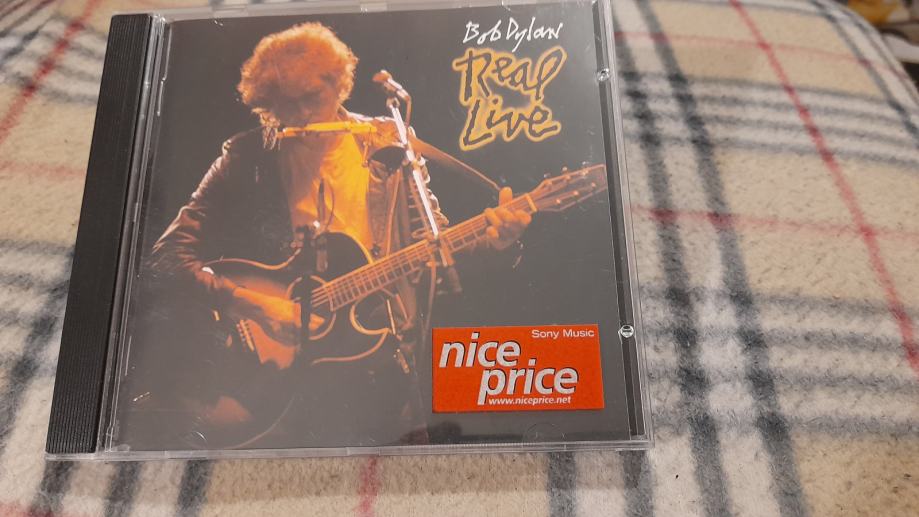 Bob Dylan
Real
Live
Sony Music
nice
price
www.niceprice.net